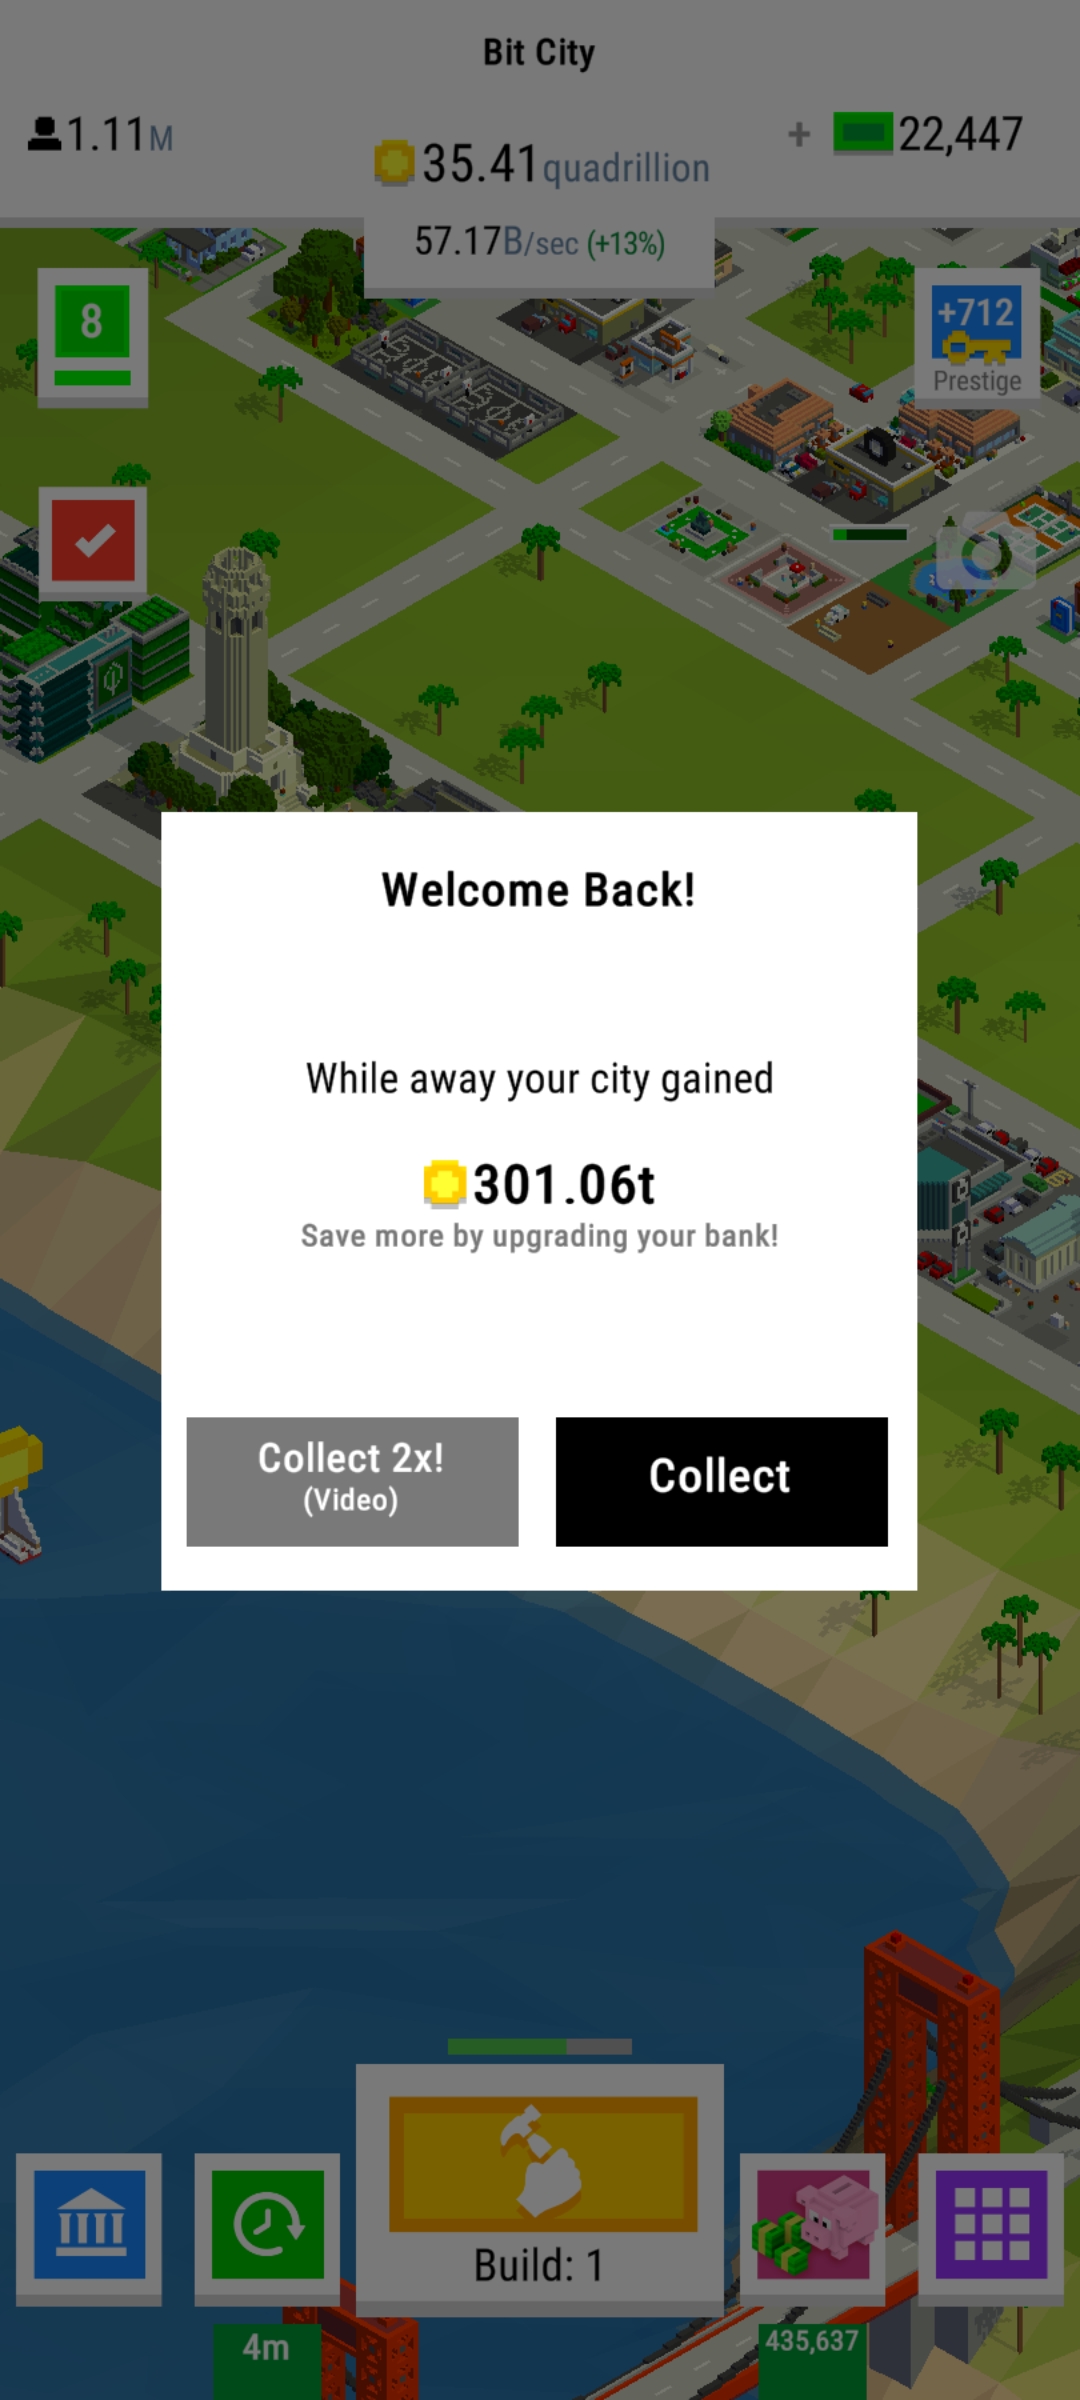 Bit City
1.11M
35.41quadrillion
+ 22,447
57.17B/sec (+13%)
8
+712
Prestige
Welcome Back!
While away your city gained
301.06t
Save more by upgrading your bank!
Collect 2x!
(Video)
Collect
Build: 1
4m
435,637